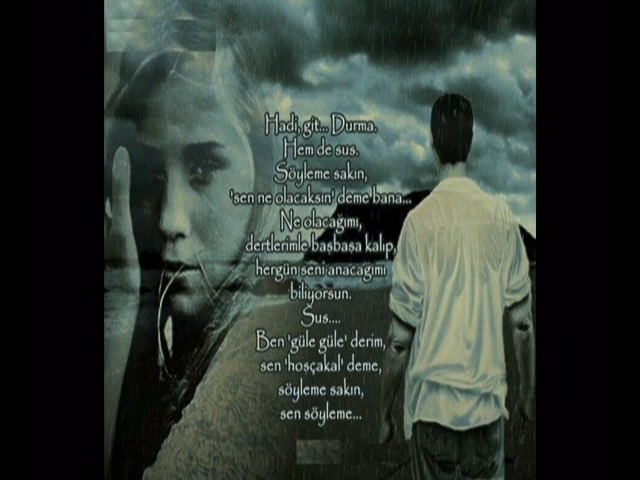 Hadi, git... Durma.
Hem de sus.
Söyleme sakın,
'sen ne olacaksın' deme bana...
Ne olacağımı,
dertlerimle başbaşa kalıp,
hergün seni anacağımı
biliyorsun.
Sus....
Ben 'güle güle' derim,
sen 'hoşçakal' deme,
söyleme sakın,
sen söyleme...